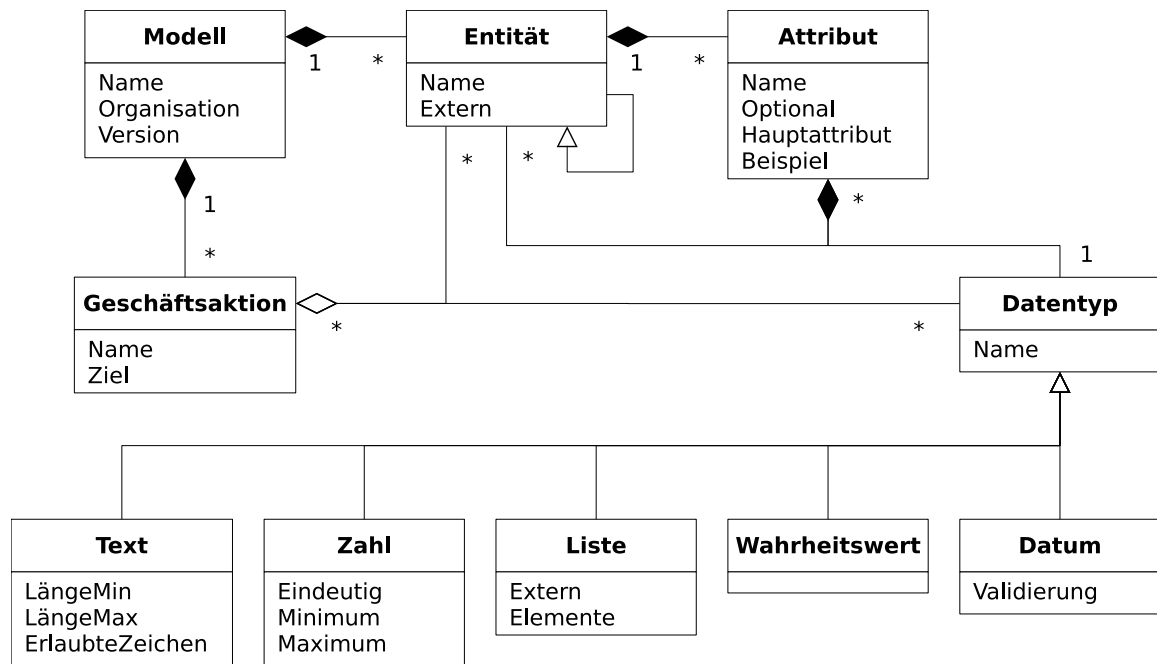 Modell
Name
Organisation
Version
1
*
Entität
Name
Extern
1
*
Attribut
Name
Optional
Hauptattribut
Beispiel
*
*
*
1
*
1
Geschäftsaktion
Name
Ziel
*
*
Datentyp
Name
Text
LängeMin
LängeMax
ErlaubteZeichen
Zahl
Eindeutig
Minimum
Maximum
Liste
Extern
Elemente
Wahrheitswert
Datum
Validierung